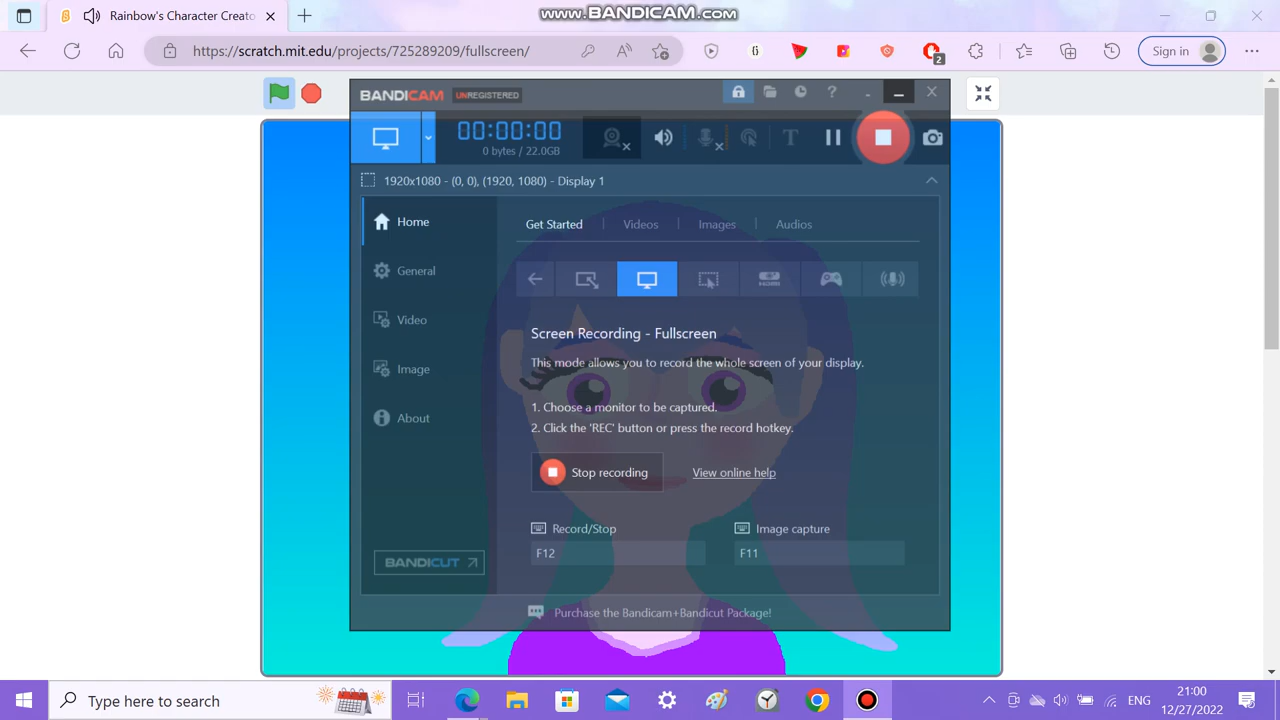 www.BANDICAM.com
Rainbow's Character Creato
https://scratch.mit.edu/projects/725289209/fullscreen/
2
Sign in
BANDICAM
UNREGISTERED
00:00:00
0 bytes / 22.0GB
1920x1080 - (0, 0), (1920, 1080) - Display 1
Home
General
Video
Image
About
BANDICUT
Get Started
Videos
Images
Audios
Screen Recording - Fullscreen
This mode allows you to record the whole screen of your display.
1. Choose a monitor to be captured.
2. Click the 'REC' button or press the record hotkey.
Stop recording
View online help
Record/Stop
Image capture
F12
F11
Purchase the Bandicam+Bandicut Package!
Type here to search
ENG
21:00
12/27/2022